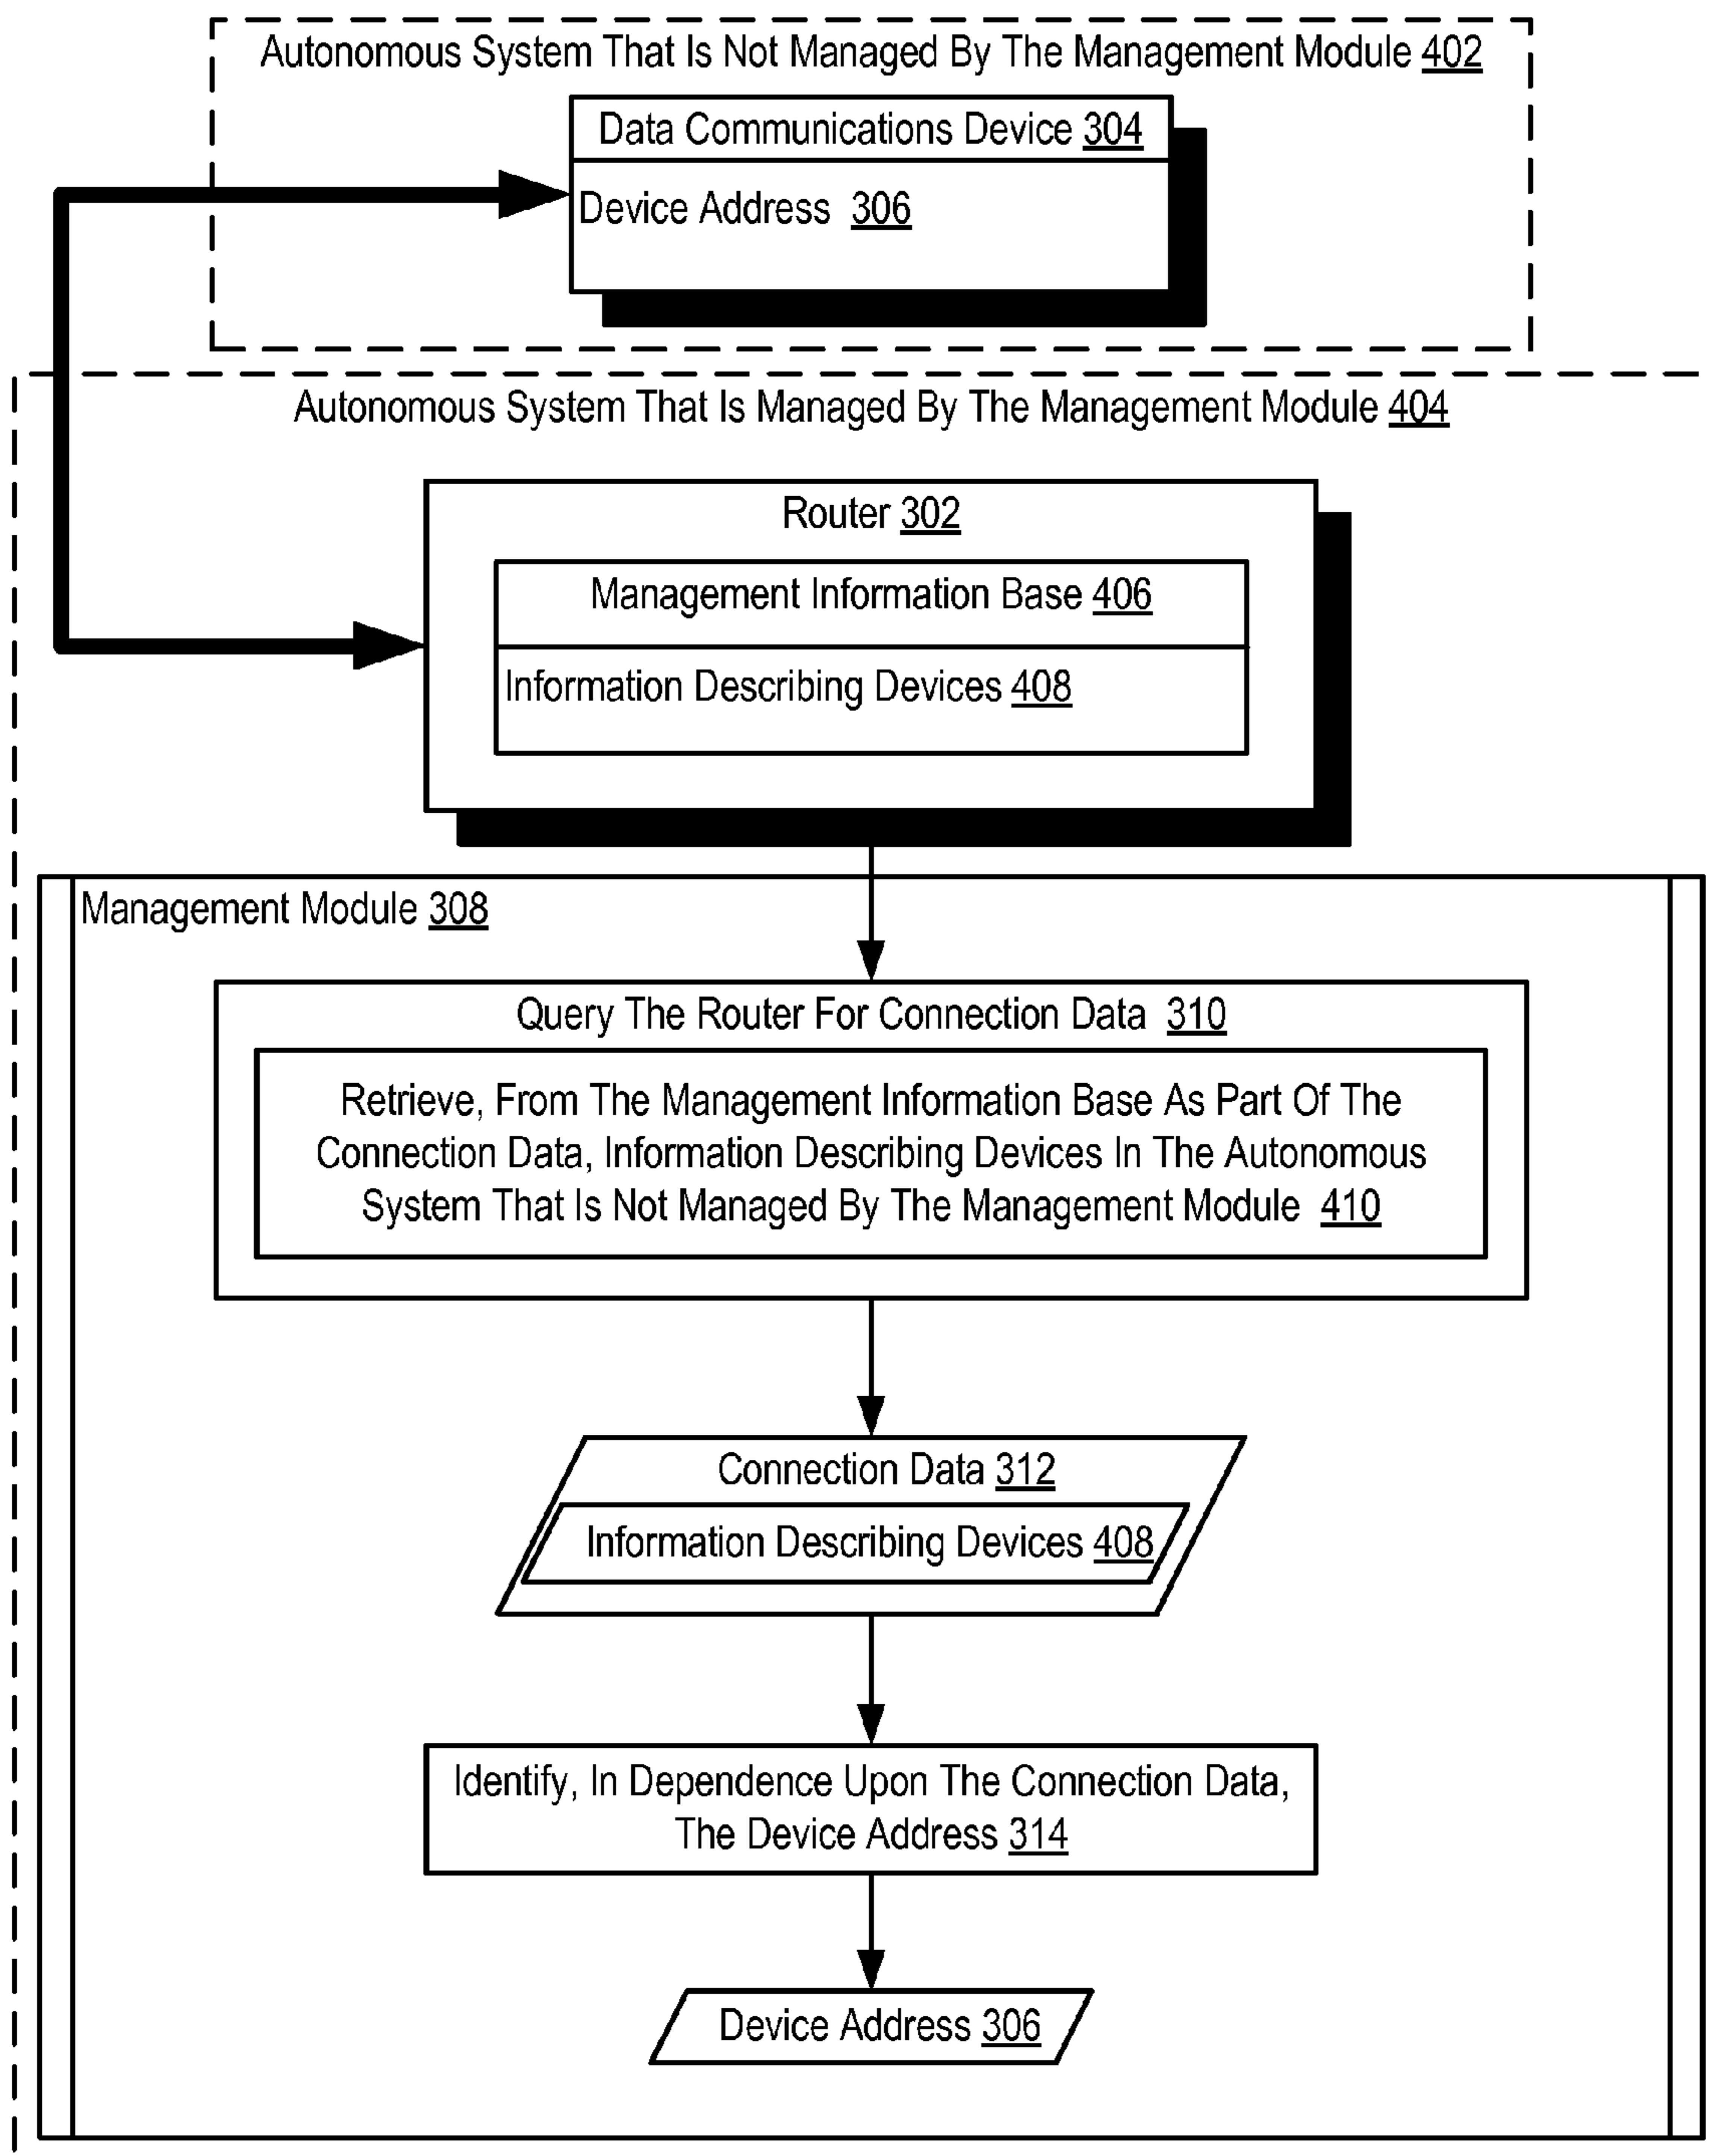 Autonomous System That Is Not Managed By The Management Module 402
Data Communications Device 304
Device Address 306
Autonomous System That Is Managed By The Management Module 404
Router 302
Management Information Base 406
Information Describing Devices 408
Management Module 308
Query The Router For Connection Data 310
Retrieve, From The Management Information Base As Part Of The
Connection Data, Information Describing Devices In The Autonomous
System That Is Not Managed By The Management Module 410
Connection Data 312
Information Describing Devices 408
Identify, In Dependence Upon The Connection Data,
The Device Address 314
Device Address 306